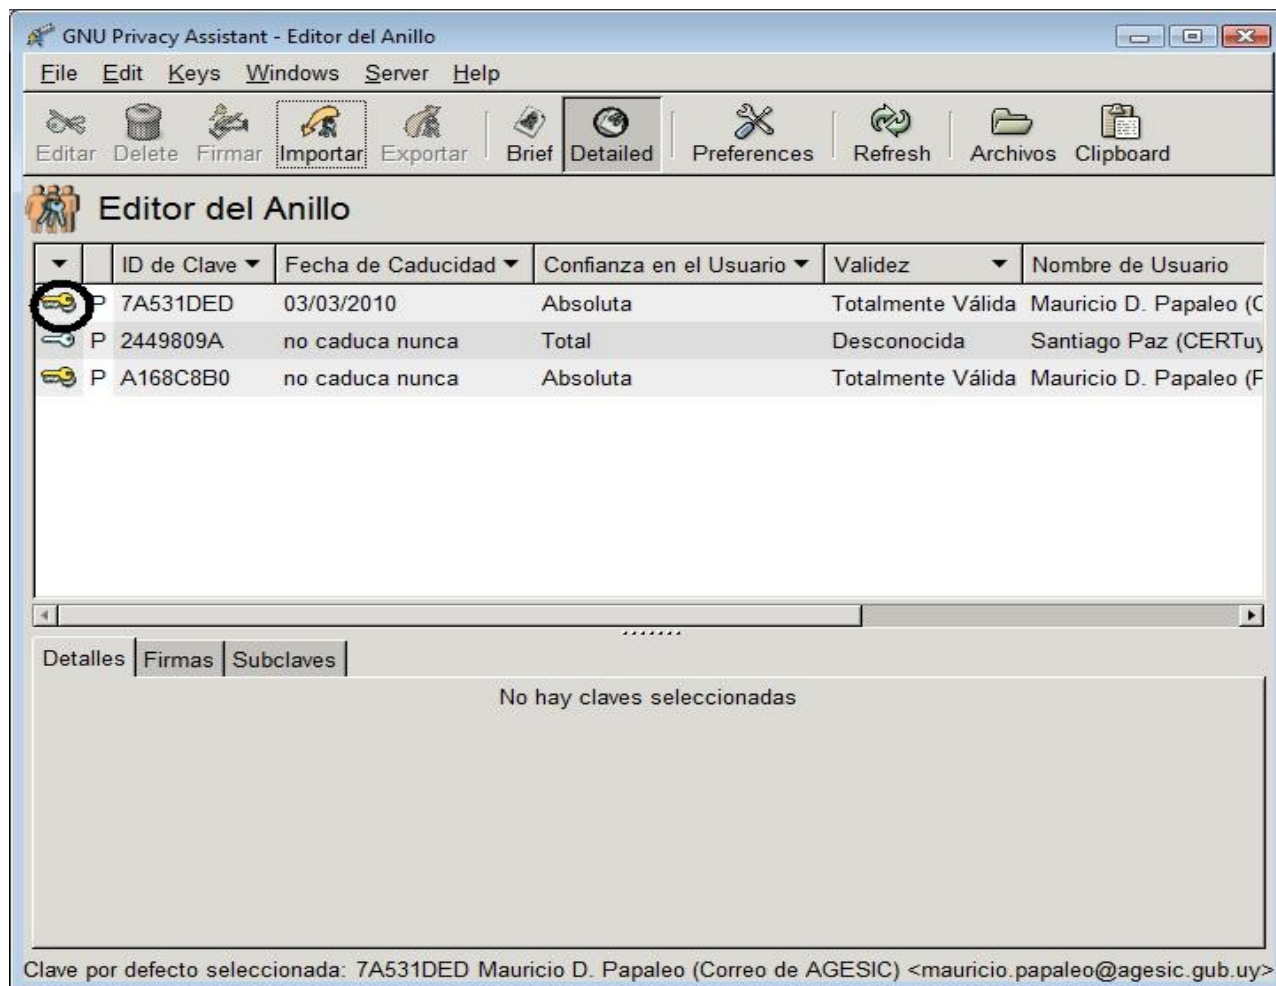 GNU Privacy Assistant - Editor del Anillo
File Edit Keys Windows Server Help
Editar Delete Firmar Importar Exportar Brief Detailed Preferences Refresh Archivos Clipboard
Editor del Anillo
ID de Clave Fecha de Caducidad Confianza en el Usuario Validez Nombre de Usuario
P 7A531DED 03/03/2010 Absoluta Totalmente Válida Mauricio D. Papaleo (C
P 2449809A no caduca nunca Total Desconocida Santiago Paz (CERTuy
P A168C8B0 no caduca nunca Absoluta Totalmente Válida Mauricio D. Papaleo (F
Detalles Firmas Subclaves
No hay claves seleccionadas
Clave por defecto seleccionada: 7A531DED Mauricio D. Papaleo (Correo de AGESIC) <mauricio.papaleo@agesic.gub.uy>